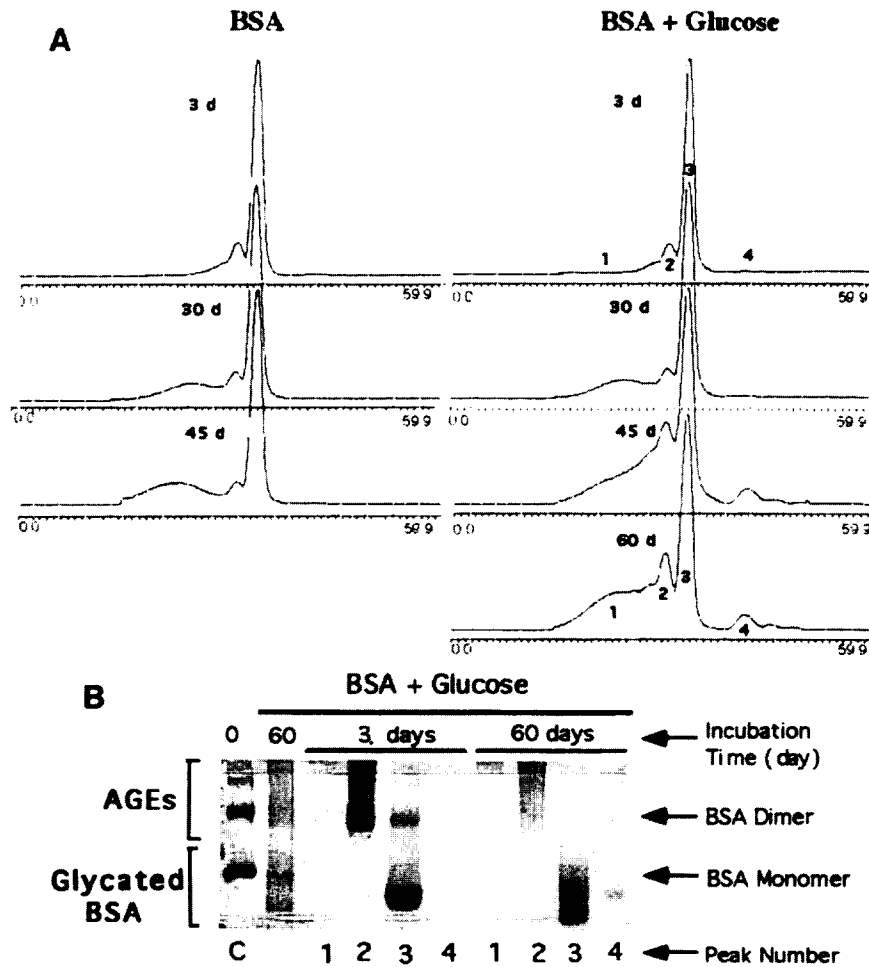 A
BSA
BSA + Glucose
3 d
3 d
3
1
2
4
0.0
59.9
0.0
59.9
30 d
30 d
0.0
59.9
0.0
59.9
45 d
45 d
0.0
59.9
0.0
59.9
60 d
1
2
3
4
0.0
59.9
B
BSA + Glucose
0
60
3. days
60 days
Incubation
Time (day)
AGEs
BSA Dimer
Glycated
BSA
BSA Monomer
C 1 2 3 4 1 2 3 4
Peak Number